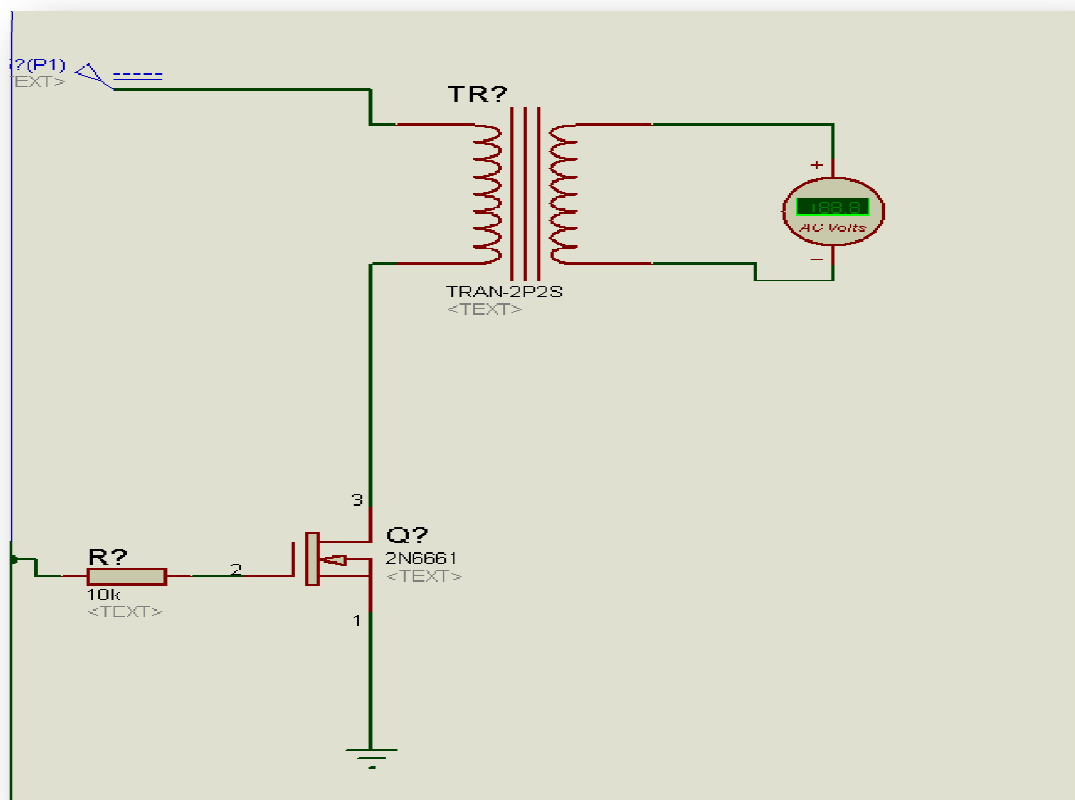 ?(P1)
EXT>
TR?
+
AC Volts
−
TRAN-2P2S
<TEXT>
3
Q?
2N6661
<TEXT>
R?
2
10k
<TEXT>
1